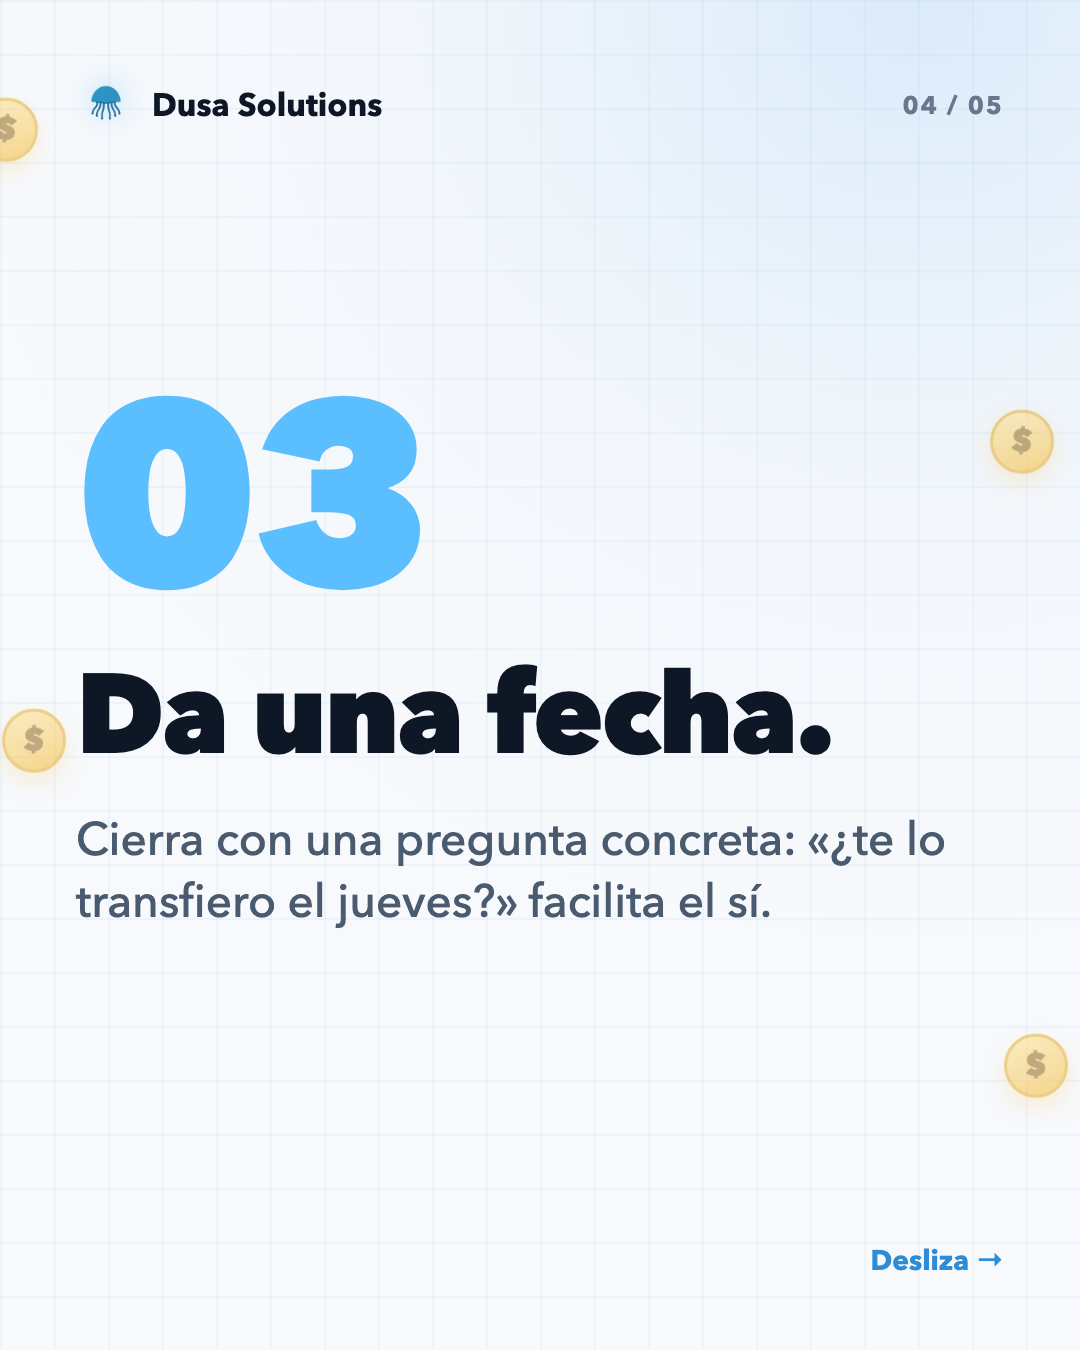 Dusa Solutions
04 / 05
$
$
03
Da una fecha.
$
Cierra con una pregunta concreta: «¿te lo
transfiero el jueves?» facilita el sí.
$
Desliza →